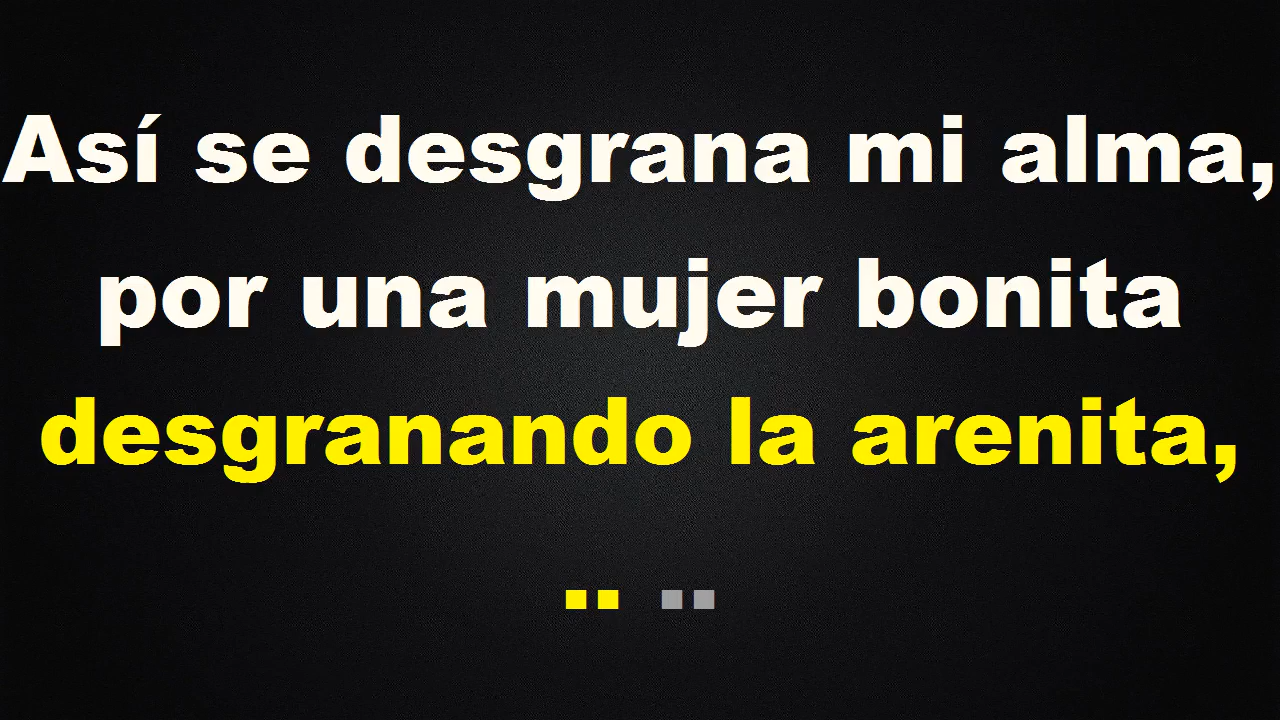 Así se desgrana mi alma,
por una mujer bonita
desgranando la arenita,